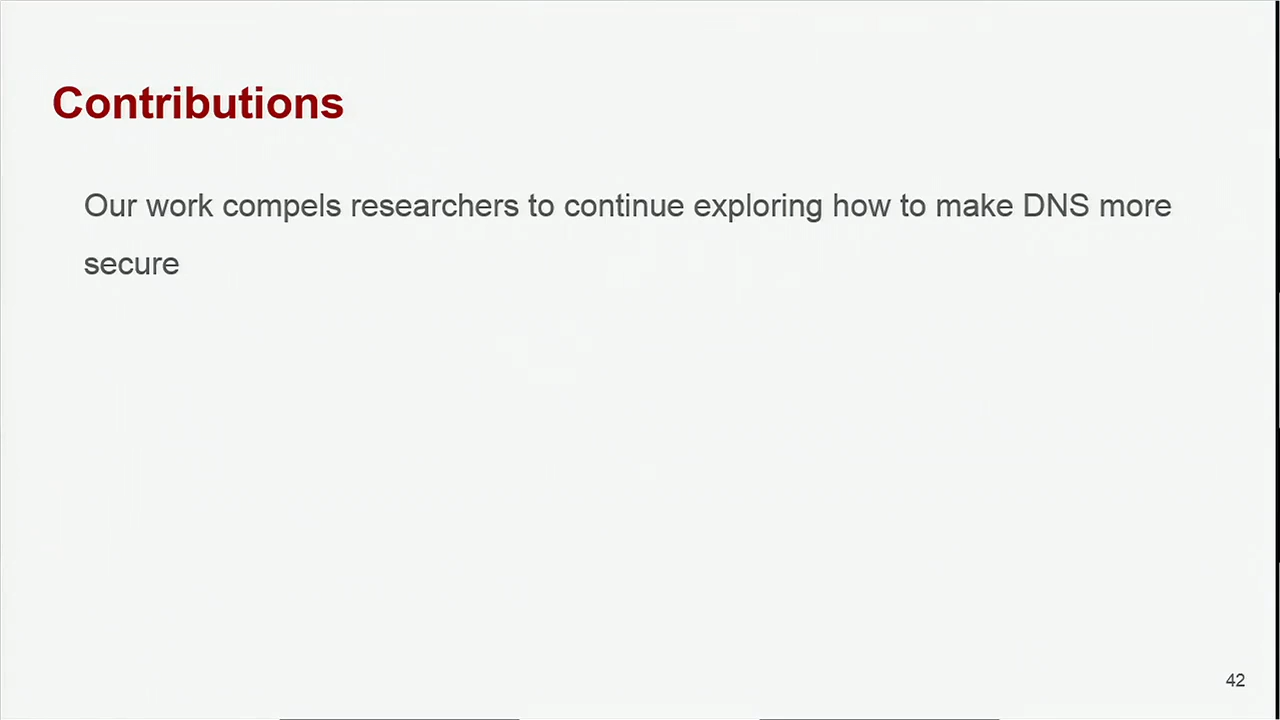 Contributions
Our work compels researchers to continue exploring how to make DNS more
secure
42